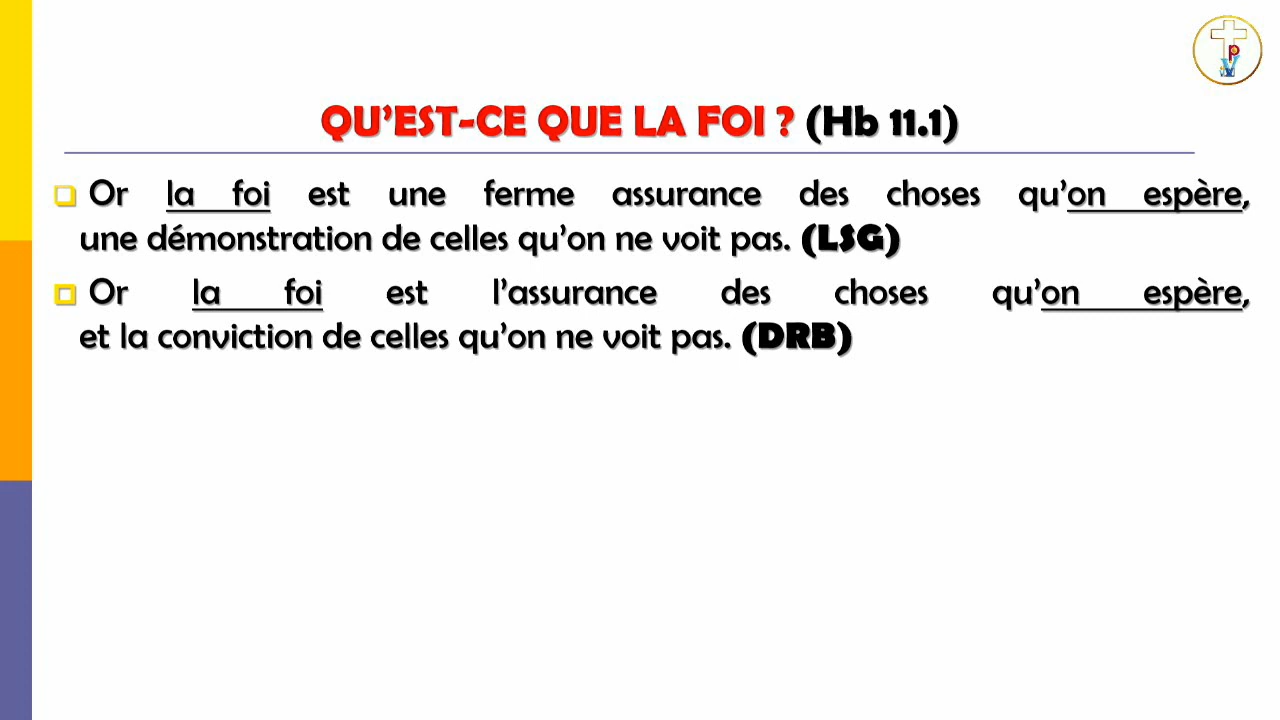 QU’EST-CE QUE LA FOI ? (Hb 11.1)
Or la foi est une ferme assurance des choses qu’on espère,
une démonstration de celles qu’on ne voit pas. (LSG)
Or la foi est l’assurance des choses qu’on espère,
et la conviction de celles qu’on ne voit pas. (DRB)